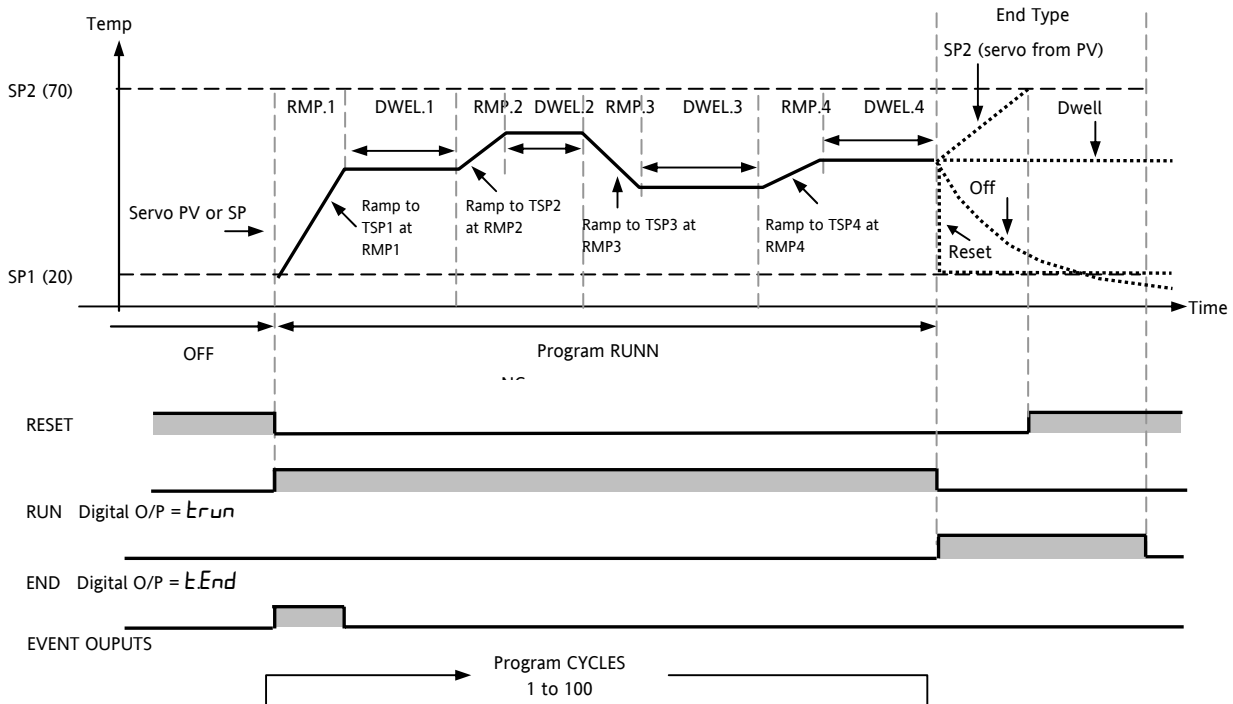 End Type
Temp
SP2 (servo from PV)
SP2 (70)
RMP.1 DWEL.1 RMP.2 DWEL.2 RMP.3 DWEL.3 RMP.4 DWEL.4
Dwell
Off
Servo PV or SP
Ramp to
TSP1 at
RMP1
Ramp to TSP2
at RMP2
Ramp to TSP3 at
RMP3
Ramp to TSP4 at
RMP4
Reset
SP1 (20)
Time
OFF
Program RUNN
RESET
RUN Digital O/P = trun
END Digital O/P = t.End
EVENT OUPUTS
Program CYCLES
1 to 100